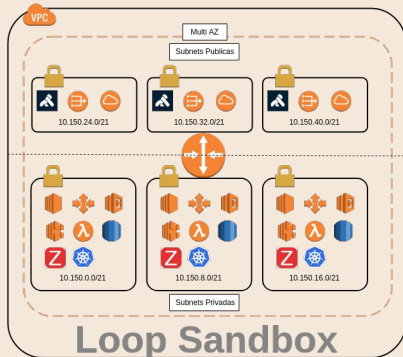 VPC
Multi AZ
Subnets Publicas
10.150.24.0/21
10.150.32.0/21
10.150.40.0/21
λ
Z
λ
Z
λ
Z
10.150.0.0/21
10.150.8.0/21
10.150.16.0/21
Subnets Privadas
Loop Sandbox